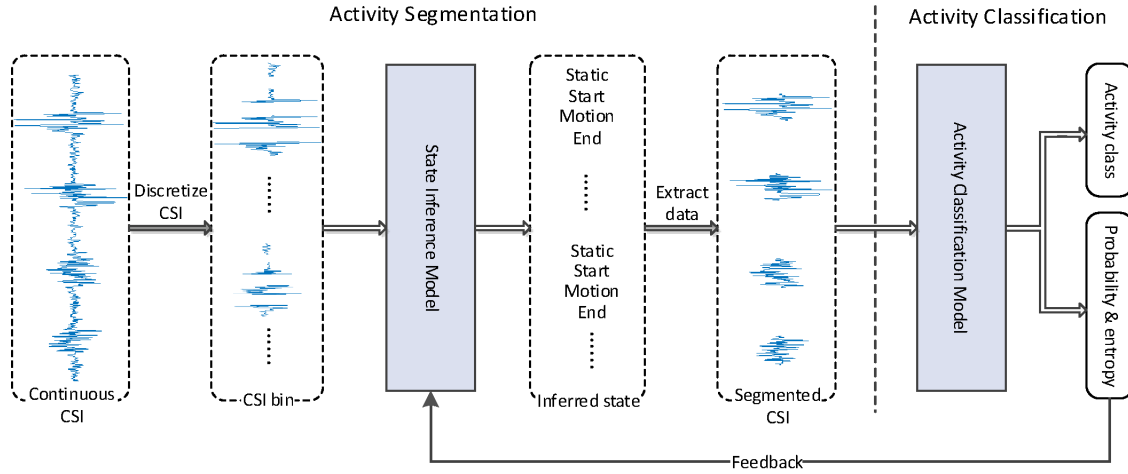 Activity Segmentation
Activity Classification
Continuous
CSI
Discretize
CSI
CSI bin
State Inference Model
Static
Start
Motion
End
Static
Start
Motion
End
Inferred state
Extract
data
Segmented
CSI
Activity Classification Model
Activity class
Probability & entropy
Feedback